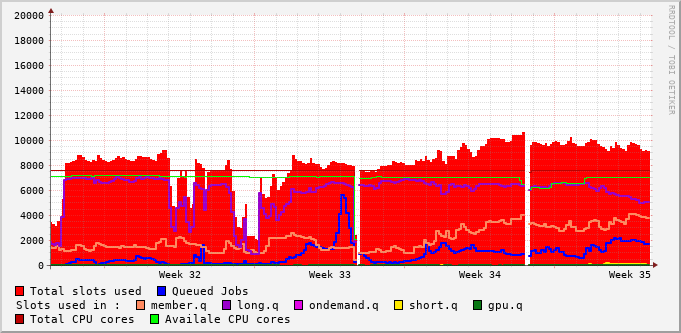 20000
18000
16000
14000
12000
10000
8000
6000
4000
2000
0
Week 32 Week 33 Week 34 Week 35
RRDTOOL / TOBI OETIKER
Total slots used Queued Jobs
Slots used in : member.q long.q ondemand.q short.q gpu.q
Total CPU cores Availale CPU cores